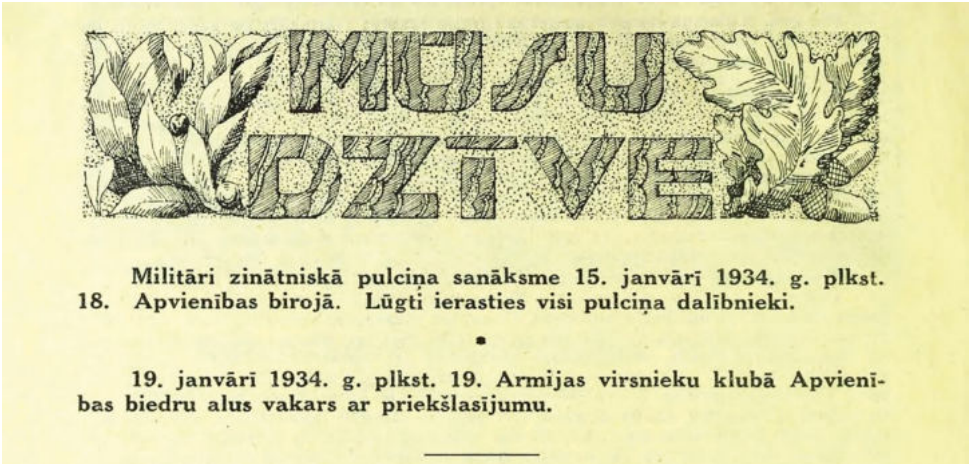 MŪSU
DZĪVE
Militāri zinātniskā pulciņa sanāksme 15. janvārī 1934. g. plkst.
18. Apvienības birojā. Lūgti ierasties visi pulciņa dalībnieki.
*
19. janvārī 1934. g. plkst. 19. Armijas virsnieku klubā Apvienī-
bas biedru alus vakars ar priekšlasījumu.